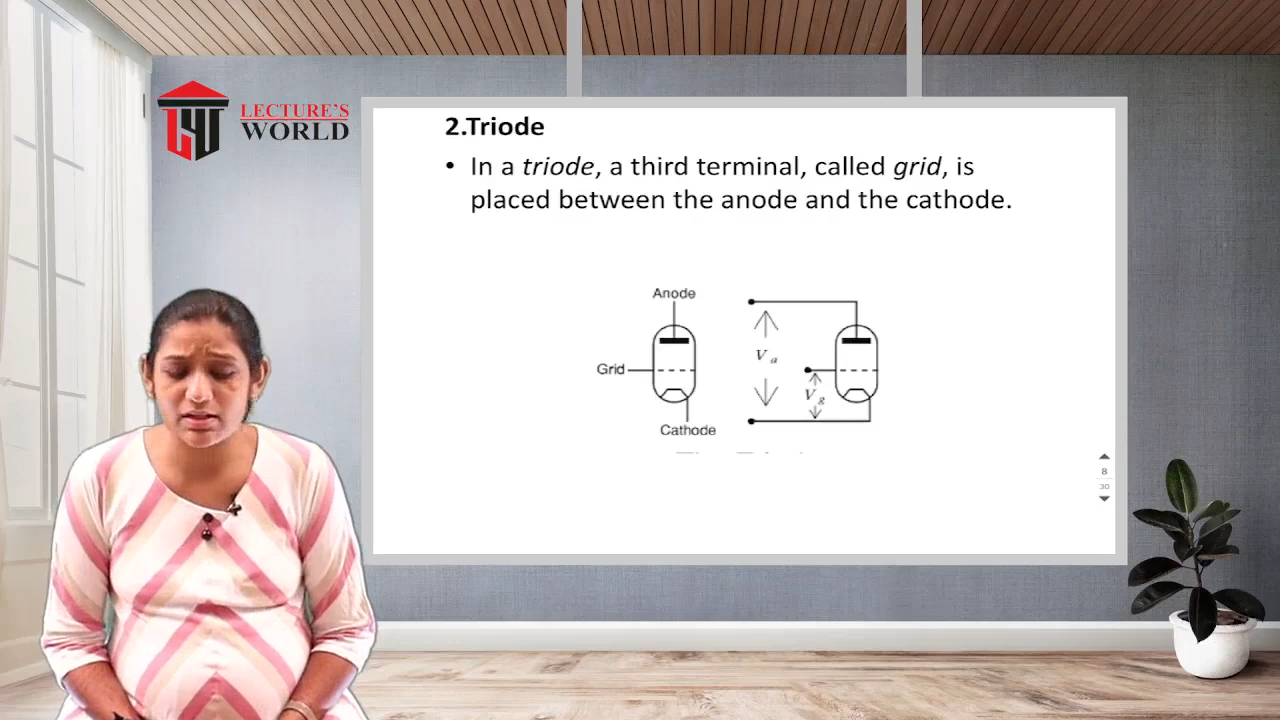 LECTURE'S
WORLD
2.Triode
• In a triode, a third terminal, called grid, is
placed between the anode and the cathode.
Anode
Grid
Cathode
V a
V g
8
30